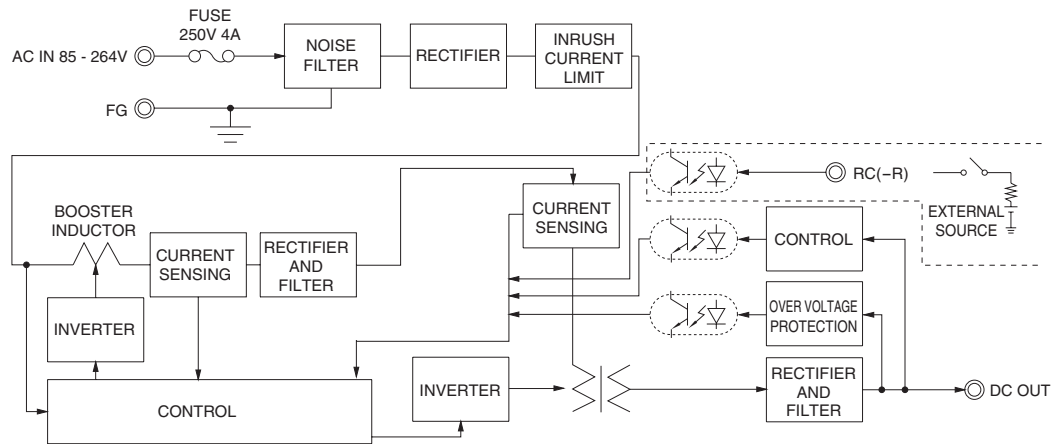 FUSE
250V 4A
AC IN 85 - 264V
NOISE
FILTER
RECTIFIER
INRUSH
CURRENT
LIMIT
FG
RC(−R)
EXTERNAL
SOURCE
BOOSTER
INDUCTOR
CURRENT
SENSING
RECTIFIER
AND
FILTER
CURRENT
SENSING
CONTROL
INVERTER
OVER VOLTAGE
PROTECTION
CONTROL
INVERTER
RECTIFIER
AND
FILTER
DC OUT